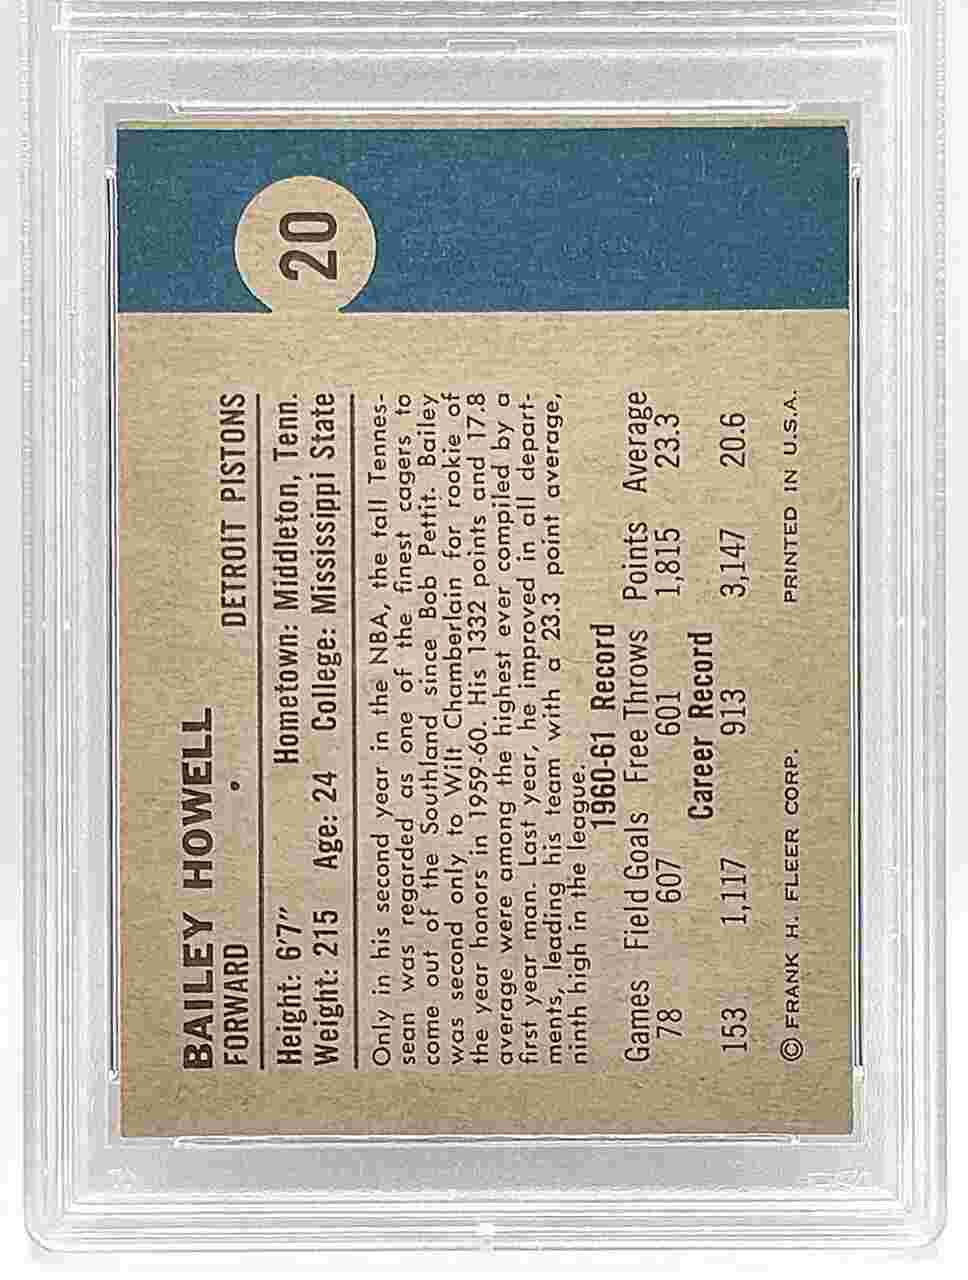 20
BAILEY HOWELL
FORWARD DETROIT PISTONS
Height: 6'7" Hometown: Middleton, Tenn.
Weight: 215 Age: 24 College: Mississippi State
Only in his second year in the NBA, the tall Tennes-
sean was regarded as one of the finest cagers to
come out of the Southland since Bob Pettit. Bailey
was second only to Wilt Chamberlain for rookie of
the year honors in 1959-60. His 1332 points and 17.8
average were among the highest ever compiled by a
first year man. Last year, he improved in all depart-
ments, leading his team with a 23.3 point average,
ninth high in the league.
1960-61 Record
Games Field Goals Free Throws Points Average
78 607 601 1,815 23.3
Career Record
153 1,117 913 3,147 20.6
© FRANK H. FLEER CORP. PRINTED IN U.S.A.